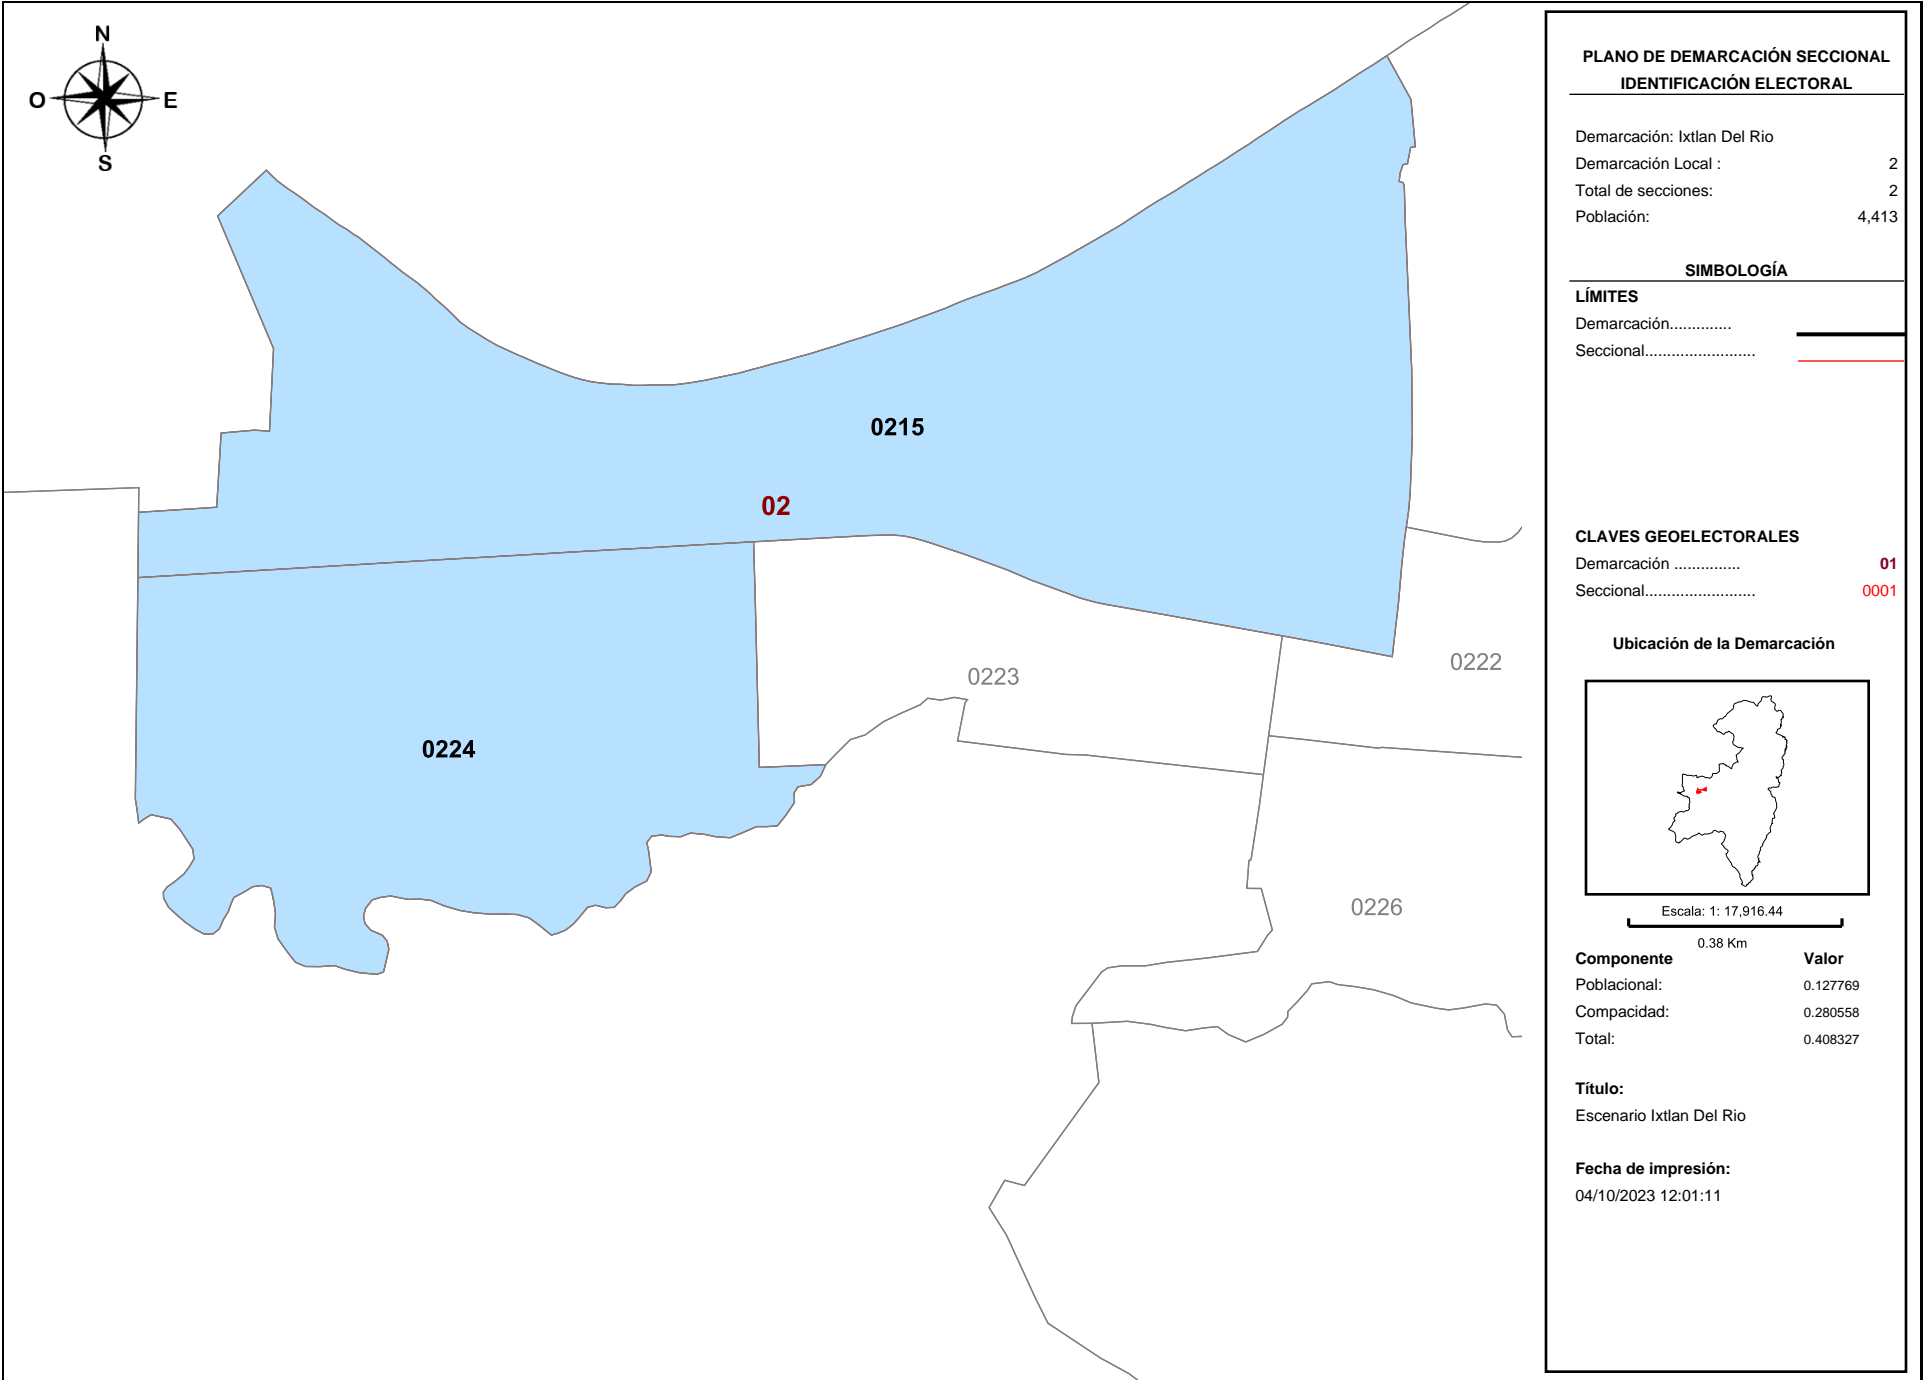 N
O E
S
0215
02
0223
0222
0224
0226
PLANO DE DEMARCACIÓN SECCIONAL
IDENTIFICACIÓN ELECTORAL
Demarcación: Ixtlan Del Rio
Demarcación Local : 2
Total de secciones: 2
Población: 4,413
SIMBOLOGÍA
LÍMITES
Demarcación..............
Seccional.........................
CLAVES GEOELECTORALES
Demarcación ............... 01
Seccional......................... 0001
Ubicación de la Demarcación
Escala: 1: 17,916.44
0.38 Km
Componente Valor
Poblacional: 0.127769
Compacidad: 0.280558
Total: 0.408327
Título:
Escenario Ixtlan Del Rio
Fecha de impresión:
04/10/2023 12:01:11